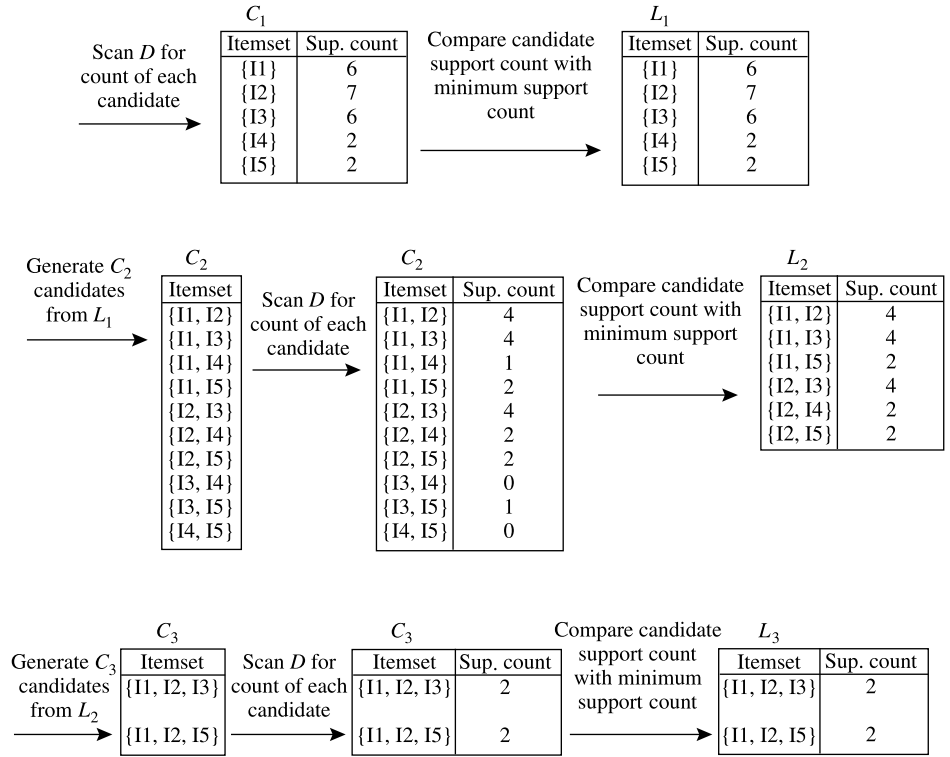 C1
L1
Scan D for
count of each
candidate
Itemset Sup. count
{I1} 6
{I2} 7
{I3} 6
{I4} 2
{I5} 2
Compare candidate
support count with
minimum support
count
Itemset Sup. count
{I1} 6
{I2} 7
{I3} 6
{I4} 2
{I5} 2
Generate C2
candidates
from L1
C2
Itemset
{I1, I2}
{I1, I3}
{I1, I4}
{I1, I5}
{I2, I3}
{I2, I4}
{I2, I5}
{I3, I4}
{I3, I5}
{I4, I5}
Scan D for
count of each
candidate
C2
Itemset Sup. count
{I1, I2} 4
{I1, I3} 4
{I1, I4} 1
{I1, I5} 2
{I2, I3} 4
{I2, I4} 2
{I2, I5} 2
{I3, I4} 0
{I3, I5} 1
{I4, I5} 0
Compare candidate
support count with
minimum support
count
L2
Itemset Sup. count
{I1, I2} 4
{I1, I3} 4
{I1, I5} 2
{I2, I3} 4
{I2, I4} 2
{I2, I5} 2
Generate C3
candidates
from L2
C3
Itemset
{I1, I2, I3}
{I1, I2, I5}
Scan D for
count of each
candidate
C3
Itemset Sup. count
{I1, I2, I3} 2
{I1, I2, I5} 2
Compare candidate
support count
with minimum
support count
L3
Itemset Sup. count
{I1, I2, I3} 2
{I1, I2, I5} 2